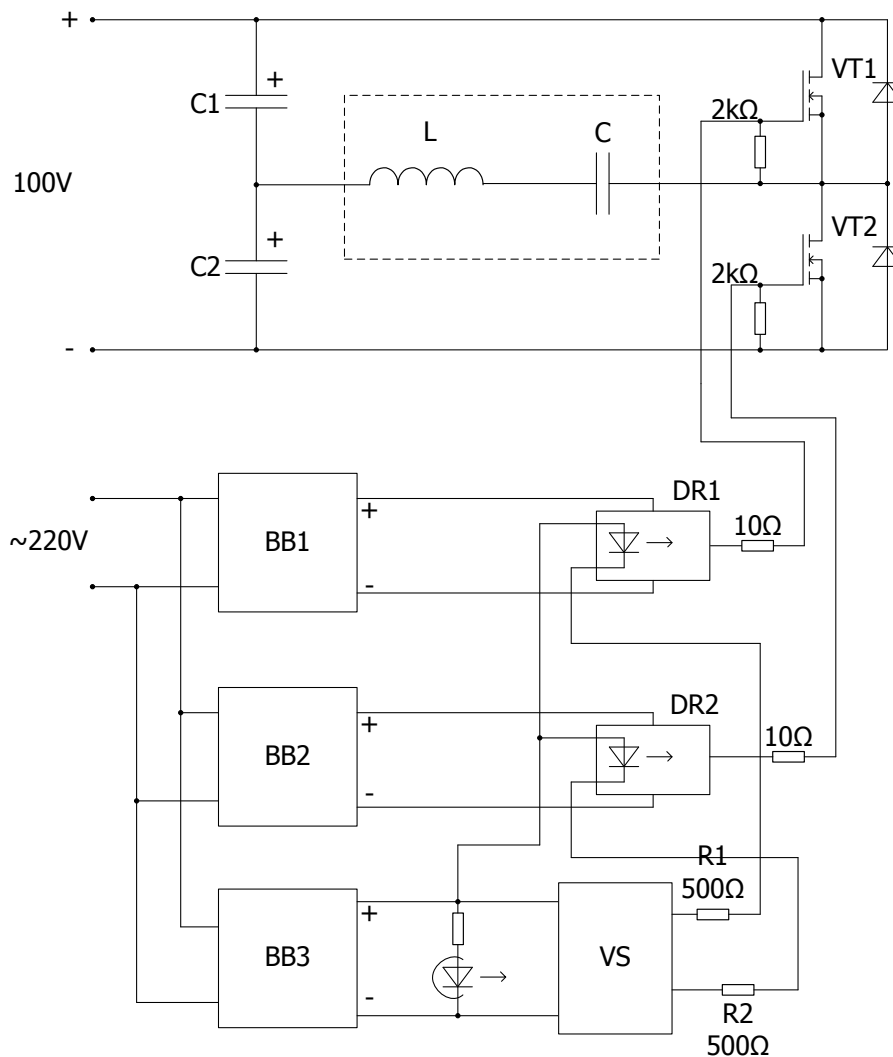 +
VT1
+
C1
2kΩ
L
C
100V
VT2
+
C2
2kΩ
-
DR1
+
10Ω
~220V
BB1
-
DR2
+
10Ω
BB2
-
R1
500Ω
+
BB3
VS
-
R2
500Ω